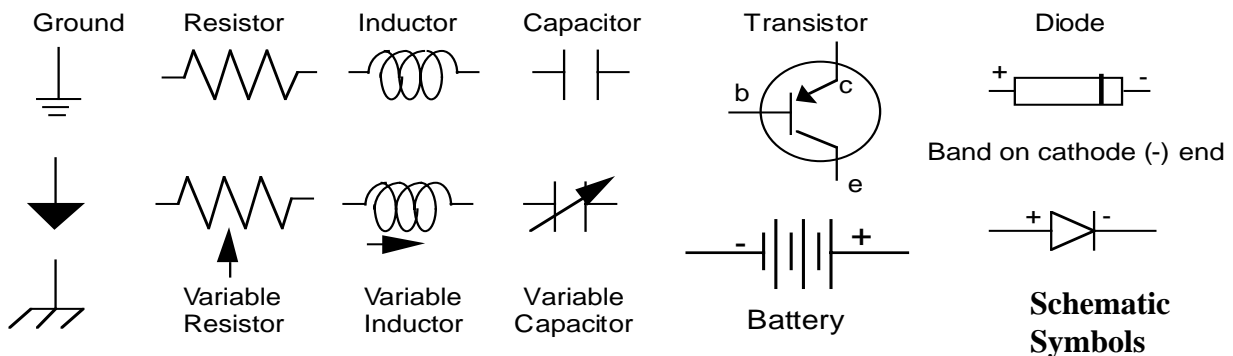 Ground Resistor Inductor Capacitor Transistor Diode
+ -
b c
Band on cathode (-) end
e
+ -
- +
Variable Variable Variable Schematic
Resistor Inductor Capacitor Battery Symbols